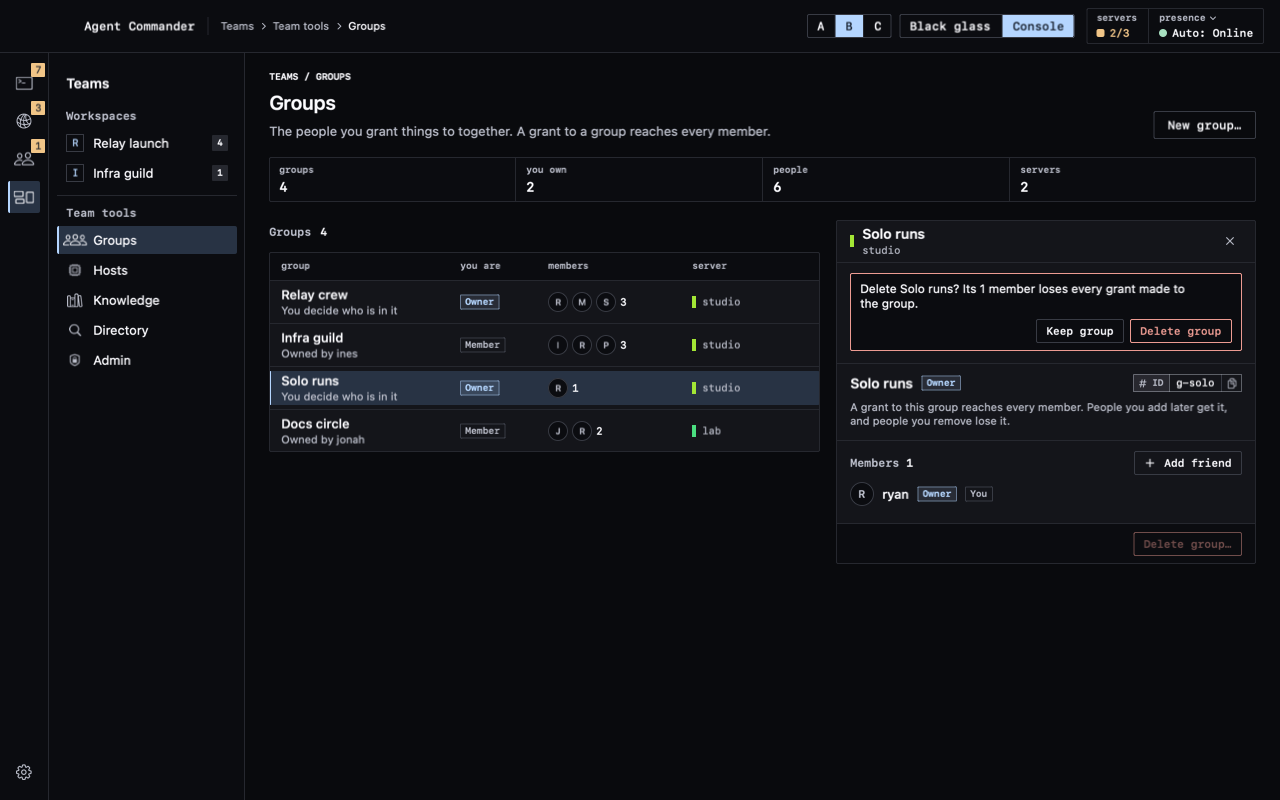 Agent Commander
Teams > Team tools > Groups
A B C
Black glass Console
servers
2/3
presence
Auto: Online
7
3
1
Teams
Workspaces
R Relay launch 4
I Infra guild 1
Team tools
Groups
Hosts
Knowledge
Directory
Admin
TEAMS / GROUPS
Groups
The people you grant things to together. A grant to a group reaches every member.
New group…
groups
4
you own
2
people
6
servers
2
Groups 4
group you are members server
Relay crew
You decide who is in it
Owner
R M S 3
studio
Infra guild
Owned by ines
Member
I R P 3
studio
Solo runs
You decide who is in it
Owner
R 1
studio
Docs circle
Owned by jonah
Member
J R 2
lab
Solo runs
studio
Delete Solo runs? Its 1 member loses every grant made to
the group.
Keep group Delete group
Solo runs Owner # ID g-solo
A grant to this group reaches every member. People you add later get it,
and people you remove lose it.
Members 1
+ Add friend
R ryan Owner You
Delete group…